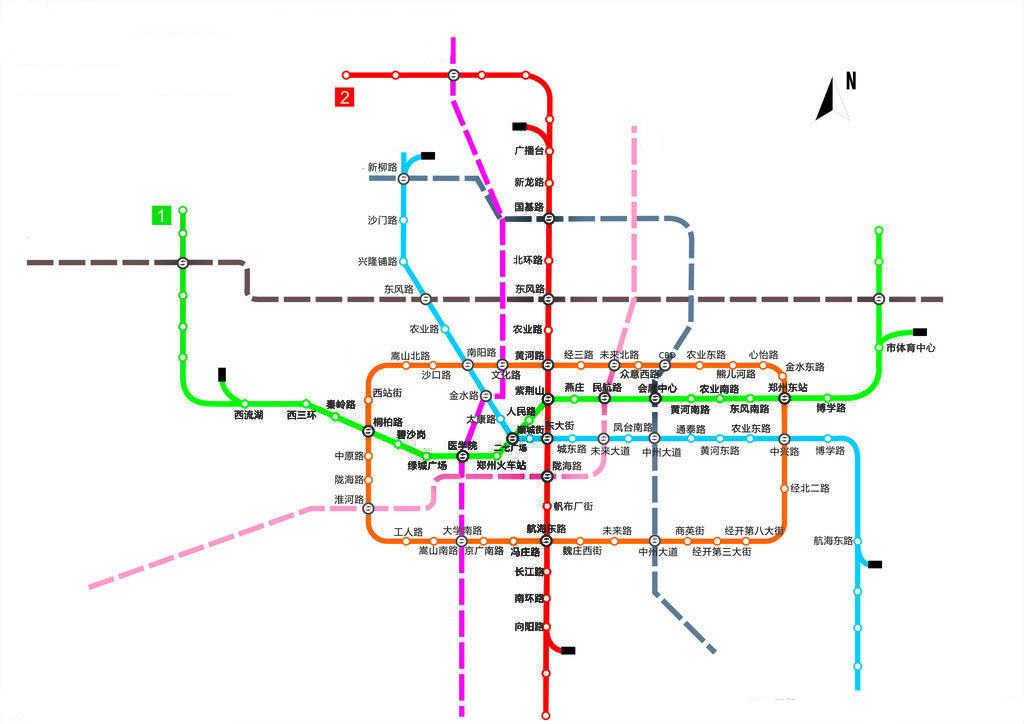 N
2
广播台
新柳路
新龙路
国基路
1
沙门路
兴隆铺路
北环路
东风路
东风路
农业路
农业路
市体育中心
嵩山北路
南阳路
黄河路
经三路
未来北路
CBD
农业东路
心怡路
沙口路
文化路
众意西路
熊儿河路
金水东路
西站街
金水路
紫荆山
燕庄
民航路
会展中心
农业南路
郑州东站
秦岭路
西流湖
西三环
人民路
黄河南路
东风南路
博学路
桐柏路
太康路
碧沙岗
顺城街
东大街
凤台南路
通泰路
农业东路
中原路
绿城广场
医学院
二七广场
郑州火车站
城东路
未来大道
中州大道
黄河东路
中兴路
博学路
陇海路
陇海路
淮河路
帆布厂街
经北二路
工人路
大学南路
航海东路
未来路
商英街
经开第八大街
航海东路
嵩山南路
京广南路
冯庄路
魏庄西街
中州大道
经开第三大街
长江路
南环路
向阳路